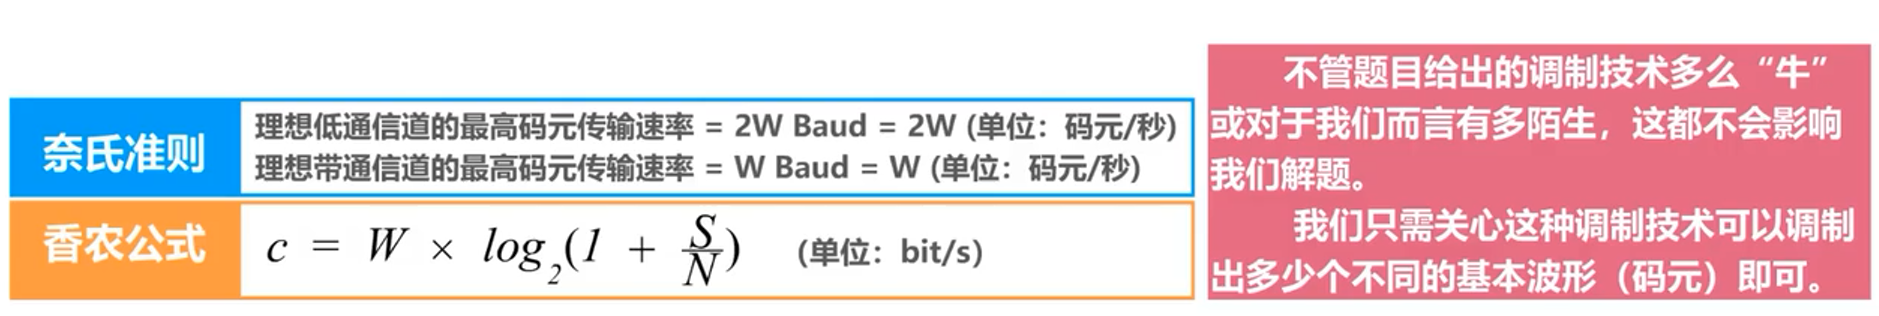 奈氏准则
理想低通信道的最高码元传输速率 = 2W Baud = 2W (单位：码元/秒)
理想带通信道的最高码元传输速率 = W Baud = W (单位：码元/秒)
香农公式
c = W × log₂(1 + S/N) (单位：bit/s)
不管题目给出的调制技术多么“牛”
或对于我们而言有多陌生，这都不会影响
我们解题。
我们只需关心这种调制技术可以调制
出多少个不同的基本波形（码元）即可。